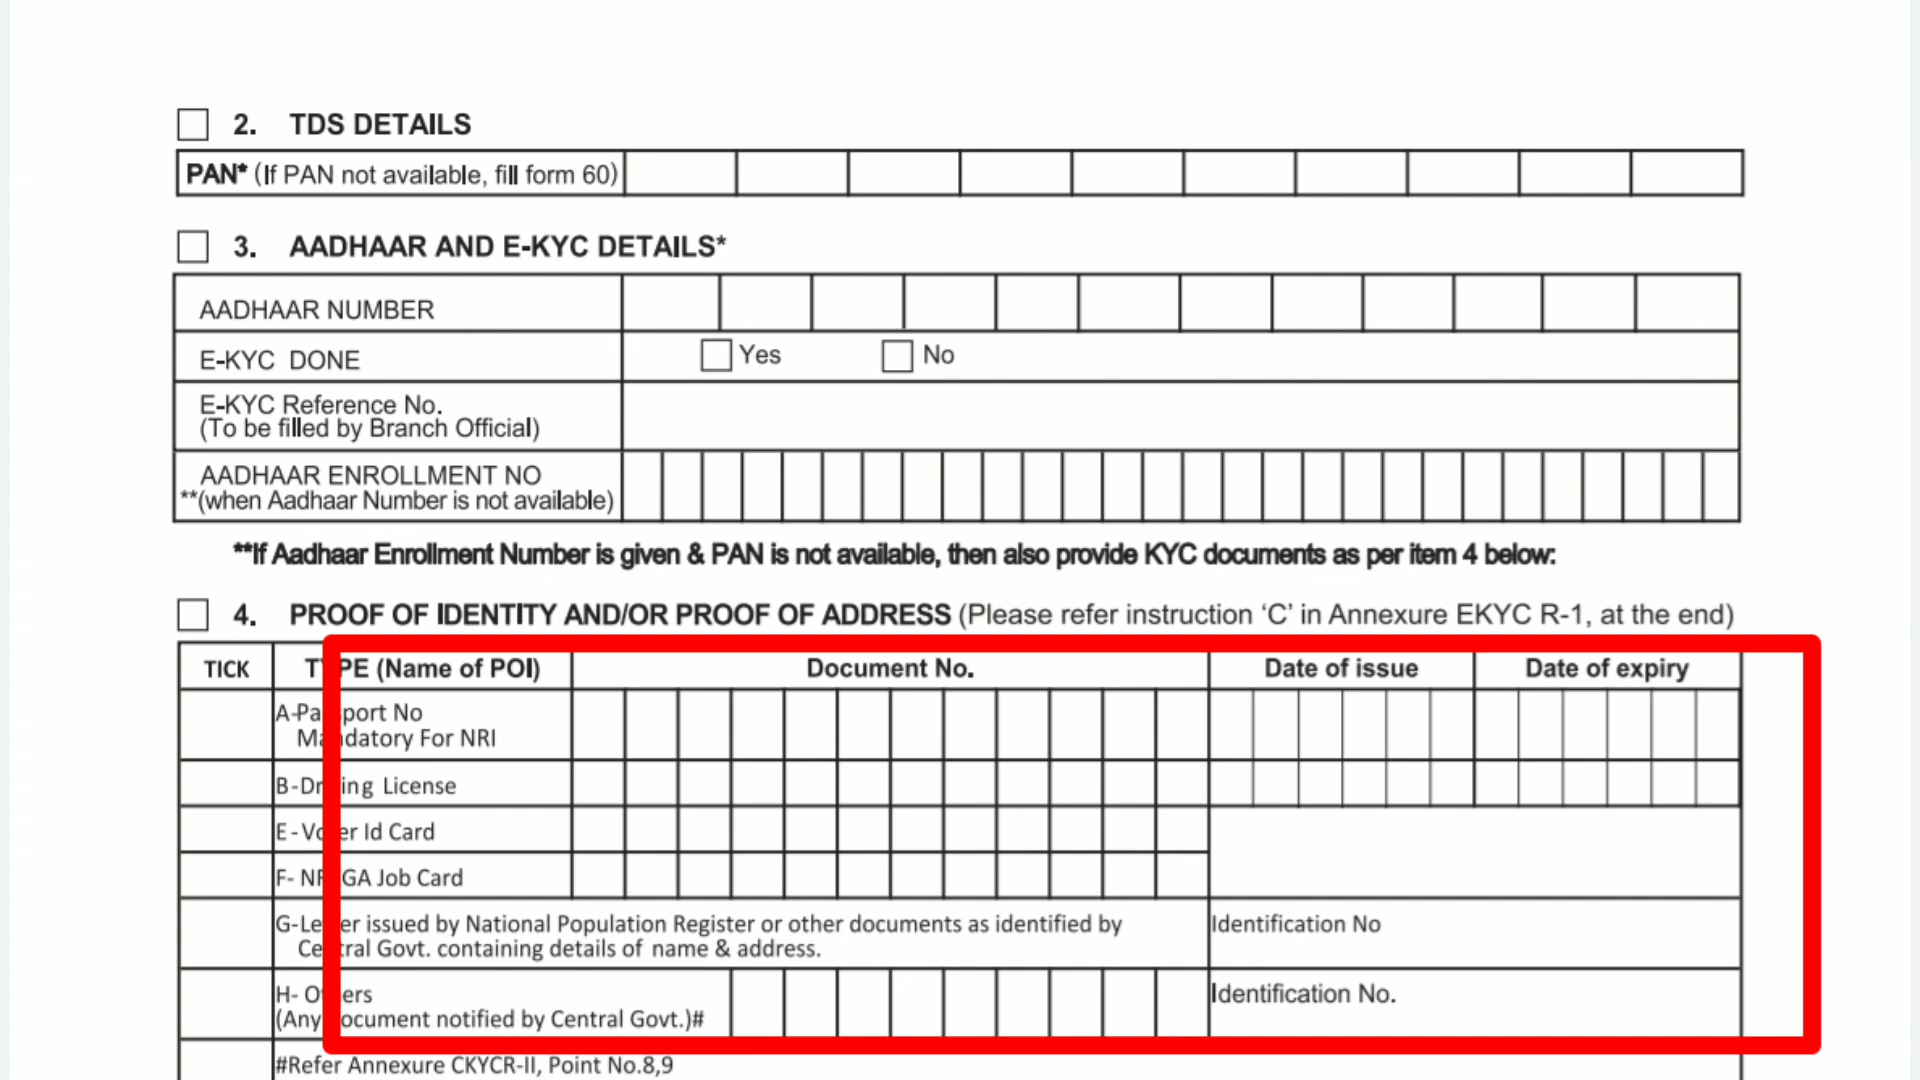 2. TDS DETAILS
PAN* (If PAN not available, fill form 60)
3. AADHAAR AND E-KYC DETAILS*
AADHAAR NUMBER
E-KYC DONE Yes No
E-KYC Reference No.
(To be filled by Branch Official)
AADHAAR ENROLLMENT NO
**(when Aadhaar Number is not available)
**If Aadhaar Enrollment Number is given & PAN is not available, then also provide KYC documents as per item 4 below:
4. PROOF OF IDENTITY AND/OR PROOF OF ADDRESS (Please refer instruction ‘C’ in Annexure EKYC R-1, at the end)
TICK TYPE (Name of POI) Document No. Date of issue Date of expiry
A-Passport No
Mandatory For NRI
B-Driving License
E-Voter Id Card
F- NREGA Job Card
G-Letter issued by National Population Register or other documents as identified by
Central Govt. containing details of name & address.
Identification No
H- Others
(Any document notified by Central Govt.)#
Identification No.
#Refer Annexure CKYCR-II, Point No.8,9